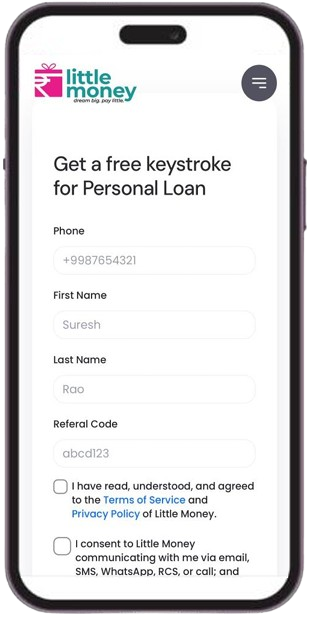 little
money
dream big. pay little.
Get a free keystroke
for Personal Loan
Phone
+9987654321
First Name
Suresh
Last Name
Rao
Referal Code
abcd123
I have read, understood, and agreed
to the Terms of Service and
Privacy Policy of Little Money.
I consent to Little Money
communicating with me via email,
SMS, WhatsApp, RCS, or call; and